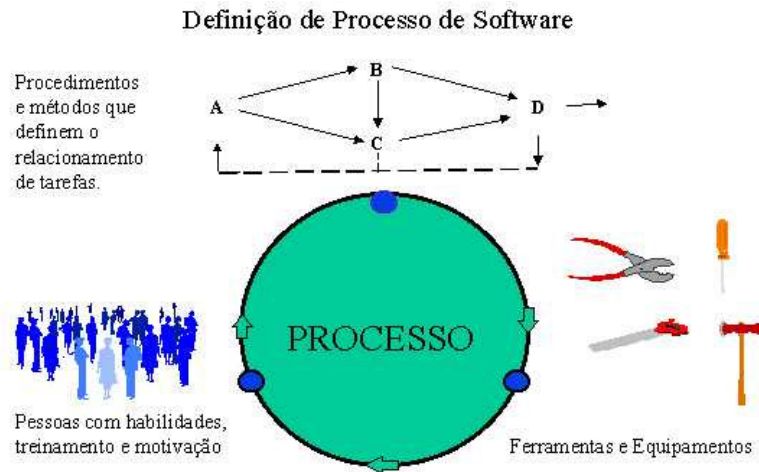 Definição de Processo de Software
Procedimentos
e métodos que
definem o
relacionamento
de tarefas.
B
A
D
C
PROCESSO
Pessoas com habilidades,
treinamento e motivação
Ferramentas e Equipamentos